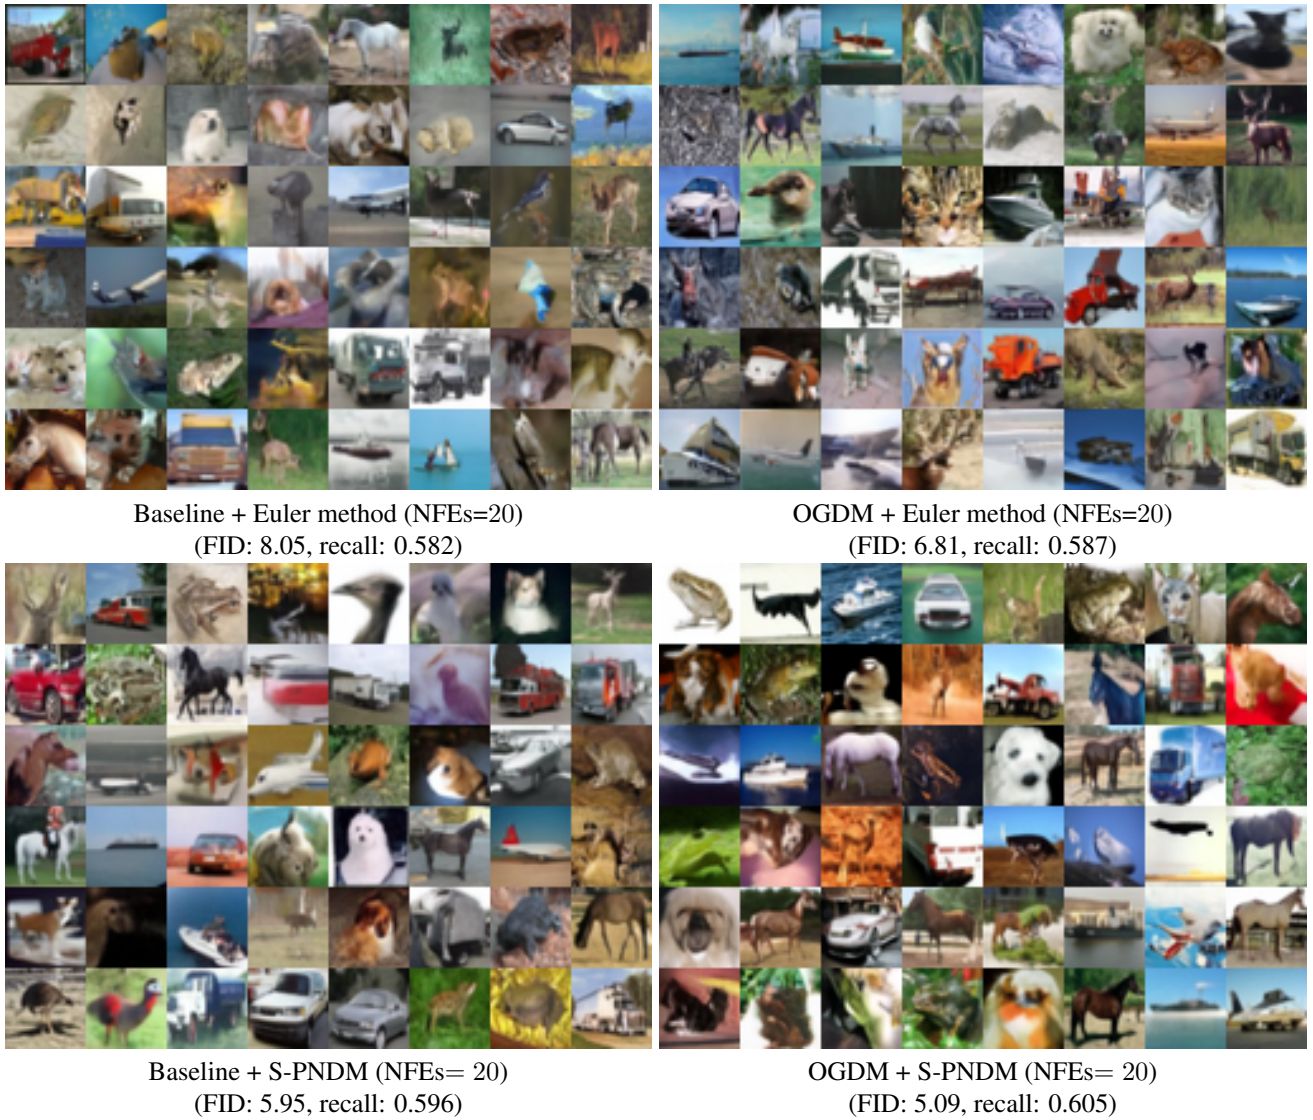 Baseline + Euler method (NFEs=20)
(FID: 8.05, recall: 0.582)
OGDM + Euler method (NFEs=20)
(FID: 6.81, recall: 0.587)
Baseline + S-PNDM (NFEs= 20)
(FID: 5.95, recall: 0.596)
OGDM + S-PNDM (NFEs= 20)
(FID: 5.09, recall: 0.605)